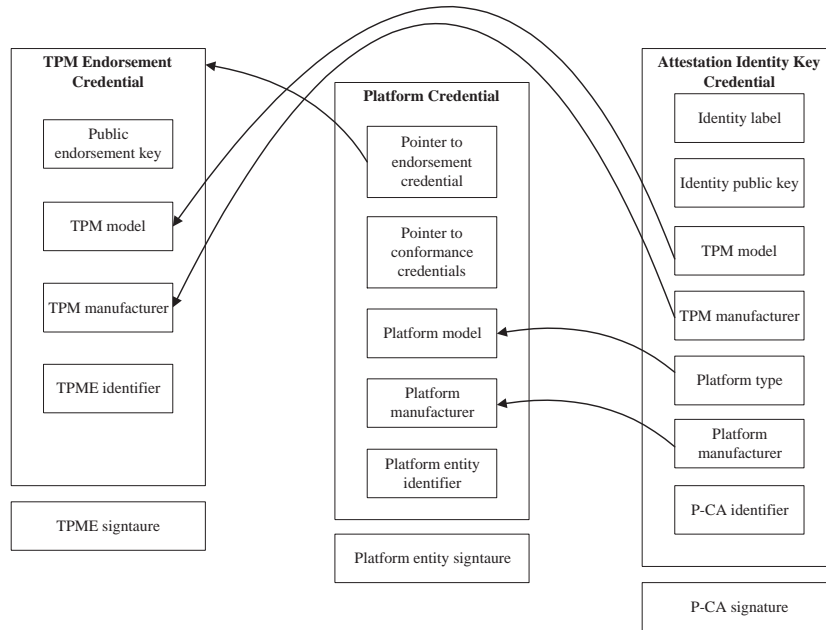 TPM Endorsement
Credential
Public
endorsement key
TPM model
TPM manufacturer
TPME identifier
TPME signtaure
Platform Credential
Pointer to
endorsement
credential
Pointer to
conformance
credentials
Platform model
Platform
manufacturer
Platform entity
identifier
Platform entity signtaure
Attestation Identity Key
Credential
Identity label
Identity public key
TPM model
TPM manufacturer
Platform type
Platform
manufacturer
P-CA identifier
P-CA signature